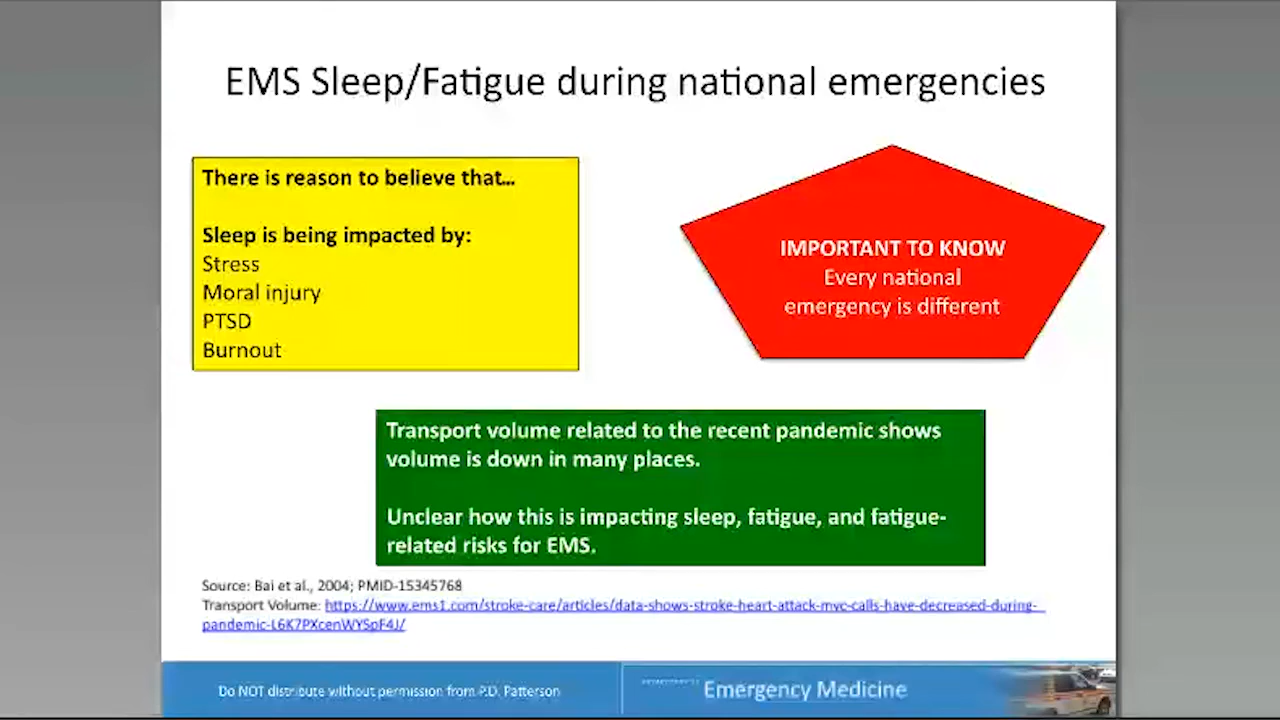 EMS Sleep/Fatigue during national emergencies
There is reason to believe that…
Sleep is being impacted by:
Stress
Moral injury
PTSD
Burnout
IMPORTANT TO KNOW
Every national
emergency is different
Transport volume related to the recent pandemic shows
volume is down in many places.
Unclear how this is impacting sleep, fatigue, and fatigue-
related risks for EMS.
Source: Bai et al., 2004; PMID-15345768
Transport Volume: https://www.ems1.com/stroke-care/articles/data-shows-stroke-heart-attack-mvc-calls-have-decreased-during-
pandemic-L6K7PXcenWYSpF4J/
Do NOT distribute without permission from P.D. Patterson
Emergency Medicine